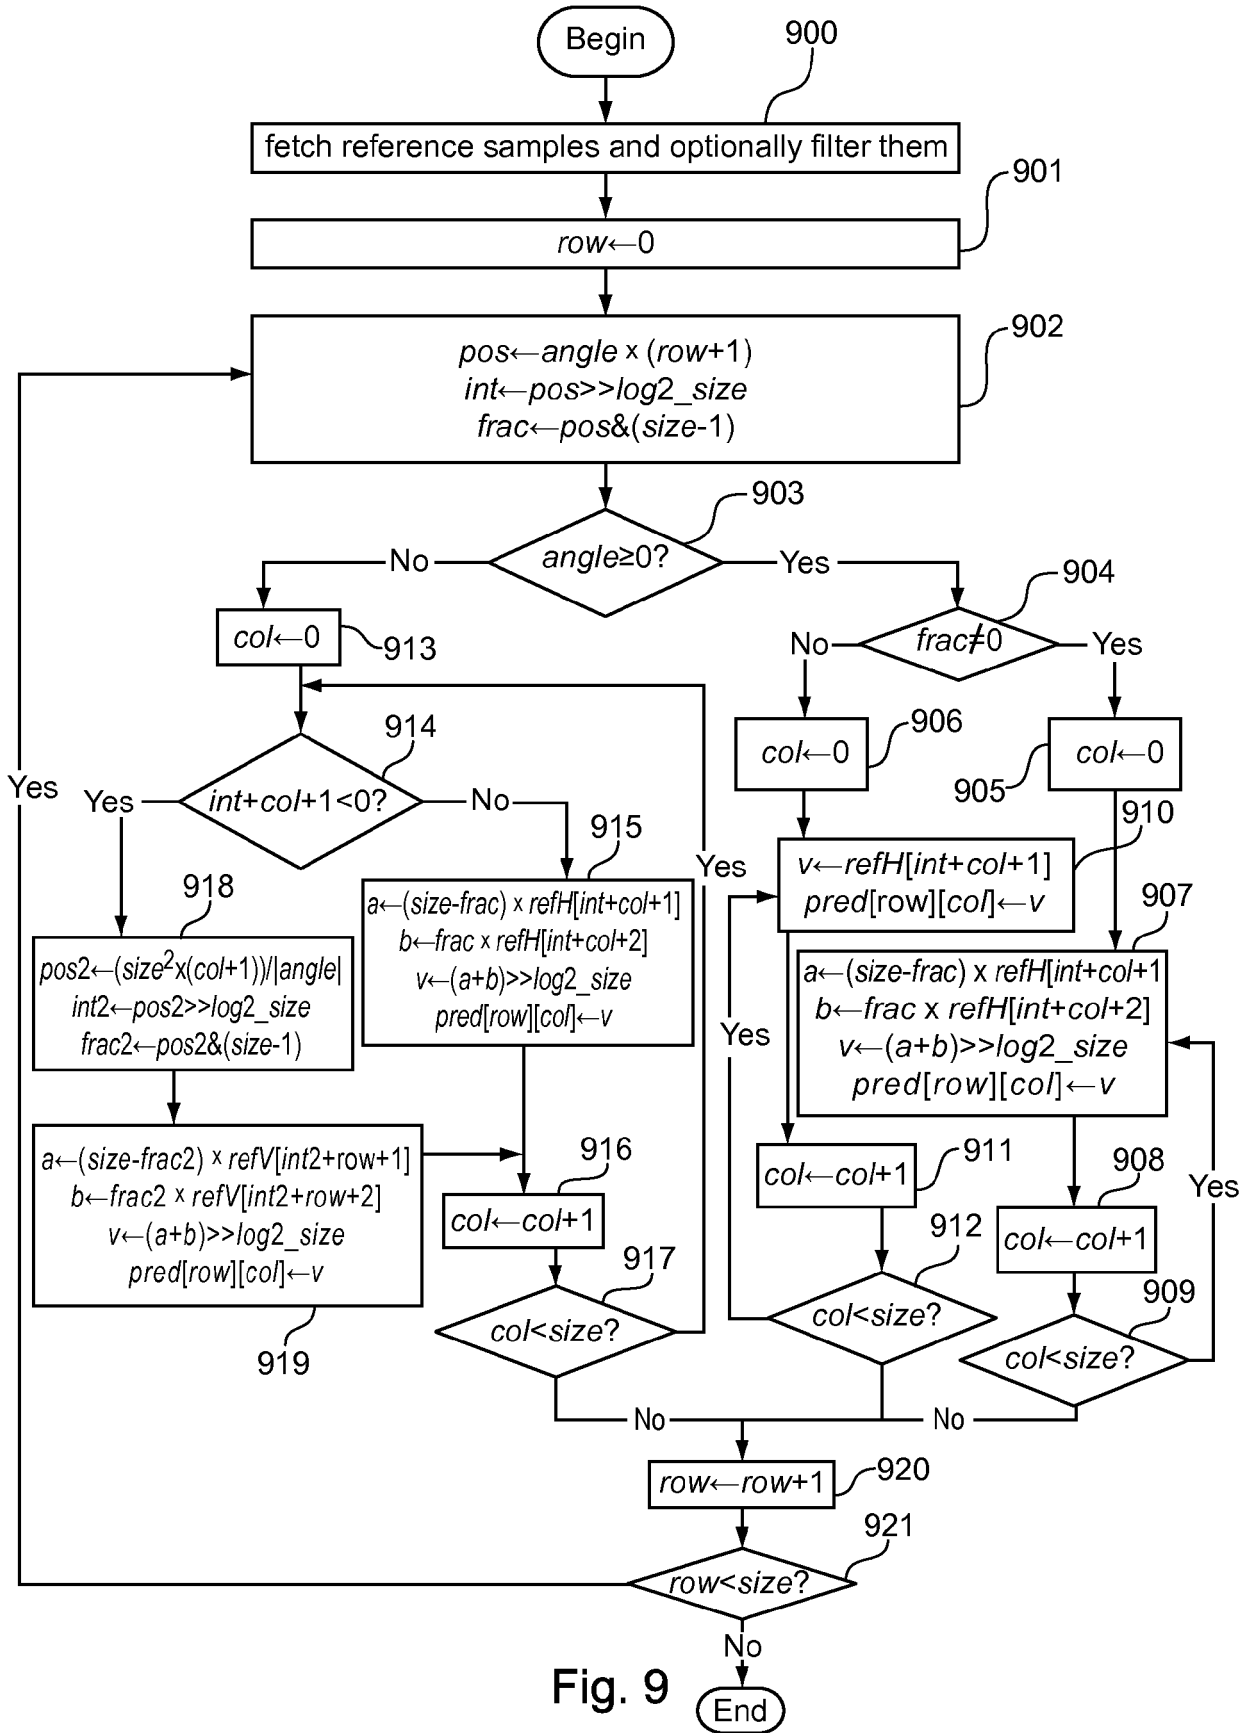 Begin
900
fetch reference samples and optionally filter them
901
row←0
902
pos←angle x (row+1)
int←pos>>log2_size
frac←pos&(size-1)
903
angle≥0?
No
Yes
904
frac≠0
No
Yes
col←0
913
906
col←0
905
col←0
914
int+col+1<0?
Yes
No
Yes
915
a←(size-frac) x refH[int+col+1]
b←frac x refH[int+col+2]
v←(a+b)>>log2_size
pred[row][col]←v
Yes
910
v←refH[int+col+1]
pred[row][col]←v
918
pos2←(size²x(col+1))/|angle|
int2←pos2>>log2_size
frac2←pos2&(size-1)
907
a←(size-frac) x refH[int+col+1
b←frac x refH[int+col+2]
v←(a+b)>>log2_size
pred[row][col]←v
Yes
a←(size-frac2) x refV[int2+row+1]
b←frac2 x refV[int2+row+2]
v←(a+b)>>log2_size
pred[row][col]←v
919
916
col←col+1
917
col<size?
911
col←col+1
912
col<size?
908
col←col+1
Yes
909
col<size?
No
No
920
row←row+1
921
row<size?
No
End
Fig. 9